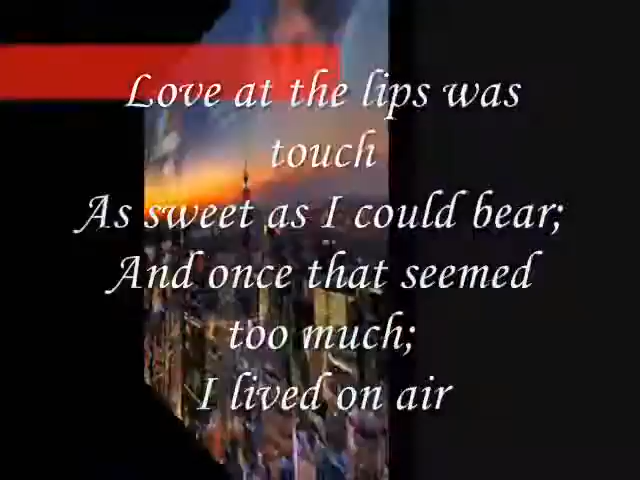 Love at the lips was
touch
As sweet as I could bear;
And once that seemed
too much;
I lived on air